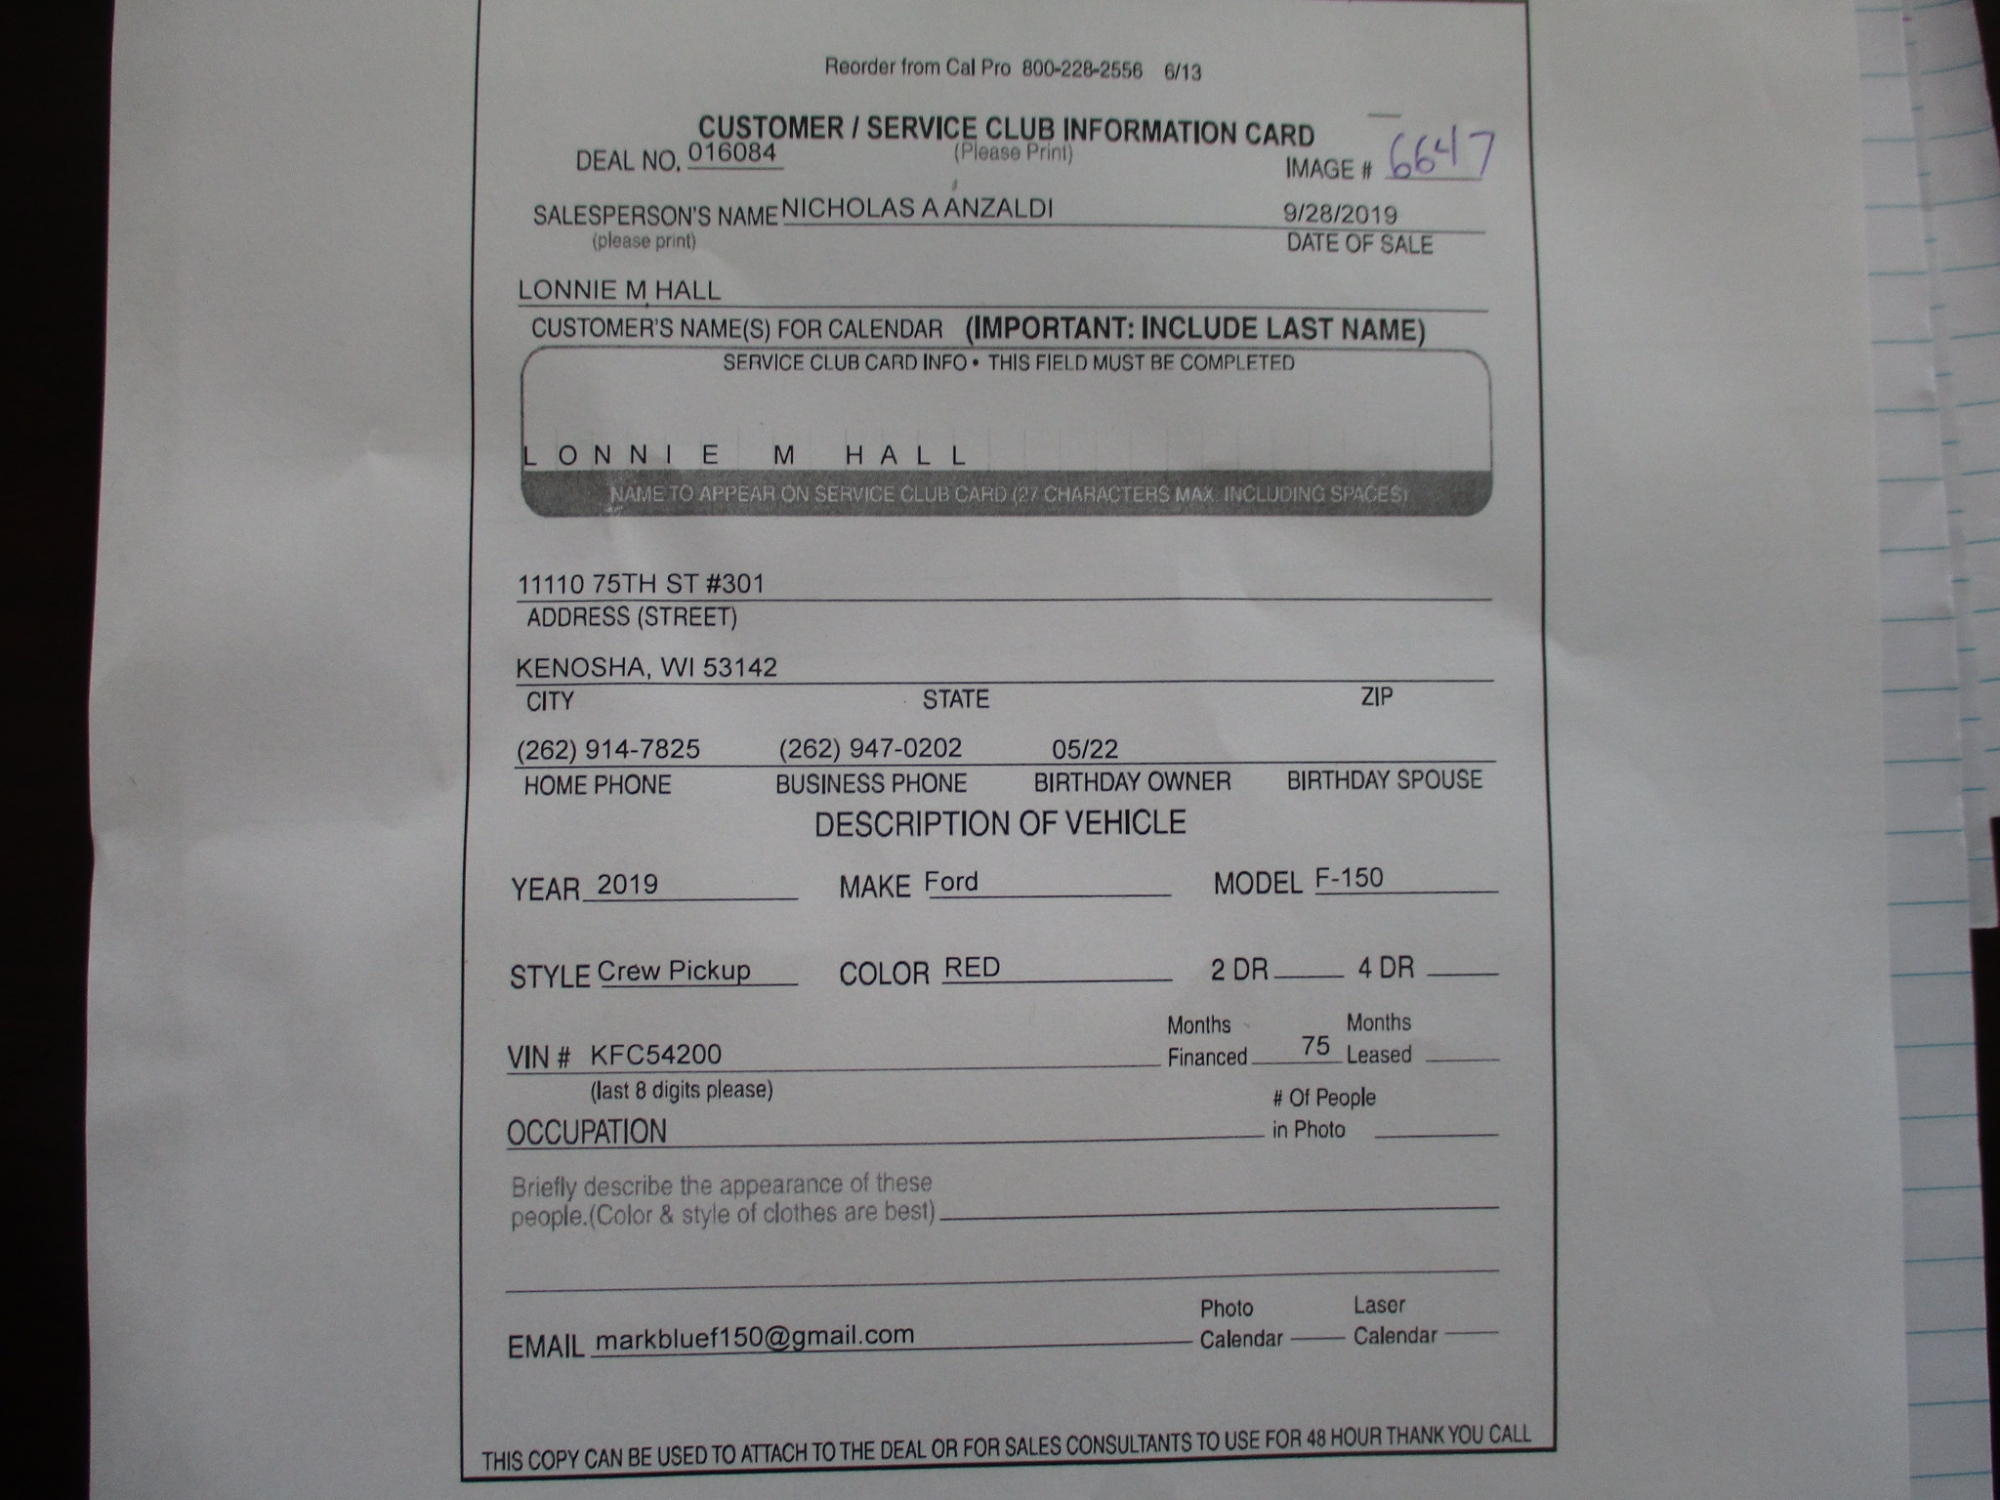 Reorder from Cal Pro 800-228-2556 6/13
CUSTOMER / SERVICE CLUB INFORMATION CARD
DEAL NO. 016084 (Please Print) IMAGE # 6647
SALESPERSON'S NAME NICHOLAS A ANZALDI 9/28/2019
(please print) DATE OF SALE
LONNIE M HALL
CUSTOMER'S NAME(S) FOR CALENDAR (IMPORTANT: INCLUDE LAST NAME)
SERVICE CLUB CARD INFO • THIS FIELD MUST BE COMPLETED
LONNIE M HALL
NAME TO APPEAR ON SERVICE CLUB CARD (27 CHARACTERS MAX. INCLUDING SPACES)
11110 75TH ST #301
ADDRESS (STREET)
KENOSHA, WI 53142
CITY STATE ZIP
(262) 914-7825 (262) 947-0202 05/22
HOME PHONE BUSINESS PHONE BIRTHDAY OWNER BIRTHDAY SPOUSE
DESCRIPTION OF VEHICLE
YEAR 2019 MAKE Ford MODEL F-150
STYLE Crew Pickup COLOR RED 2 DR 4 DR
Months Months
VIN # KFC54200 Financed 75 Leased
(last 8 digits please) # Of People
OCCUPATION in Photo
Briefly describe the appearance of these
people.(Color & style of clothes are best)
Photo Laser
EMAIL markbluef150@gmail.com Calendar Calendar
THIS COPY CAN BE USED TO ATTACH TO THE DEAL OR FOR SALES CONSULTANTS TO USE FOR 48 HOUR THANK YOU CALL